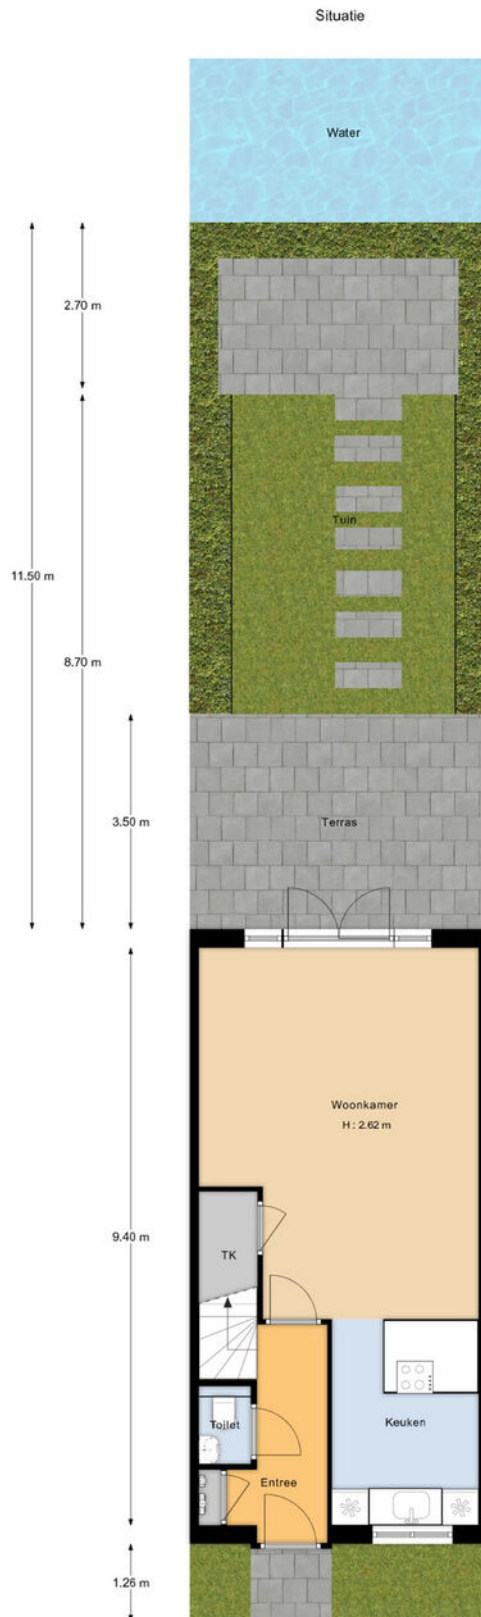 Situatie
Water
2.70 m
Tuin
11.50 m
8.70 m
3.50 m
Terras
Woonkamer
H : 2.62 m
9.40 m
TK
Toilet
Keuken
Entree
1.26 m